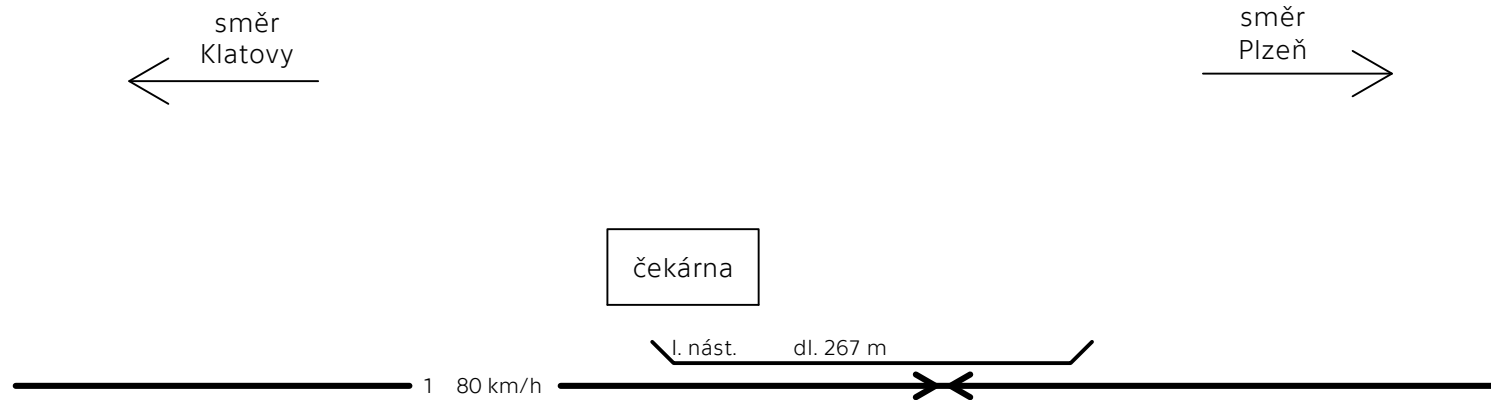 směr
Klatovy
směr
Plzeň
čekárna
I. nást. dl. 267 m
1 80 km/h